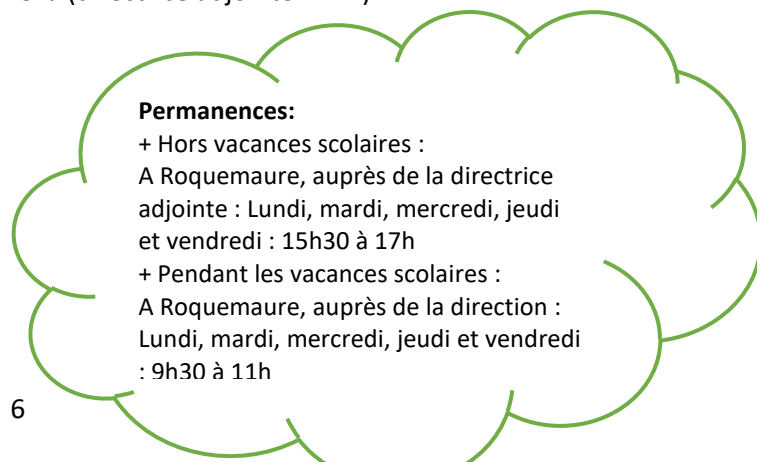 Permanences:
+ Hors vacances scolaires :
A Roquemaure, auprès de la directrice
adjointe : Lundi, mardi, mercredi, jeudi
et vendredi : 15h30 à 17h
+ Pendant les vacances scolaires :
A Roquemaure, auprès de la direction :
Lundi, mardi, mercredi, jeudi et vendredi
: 9h30 à 11h
6